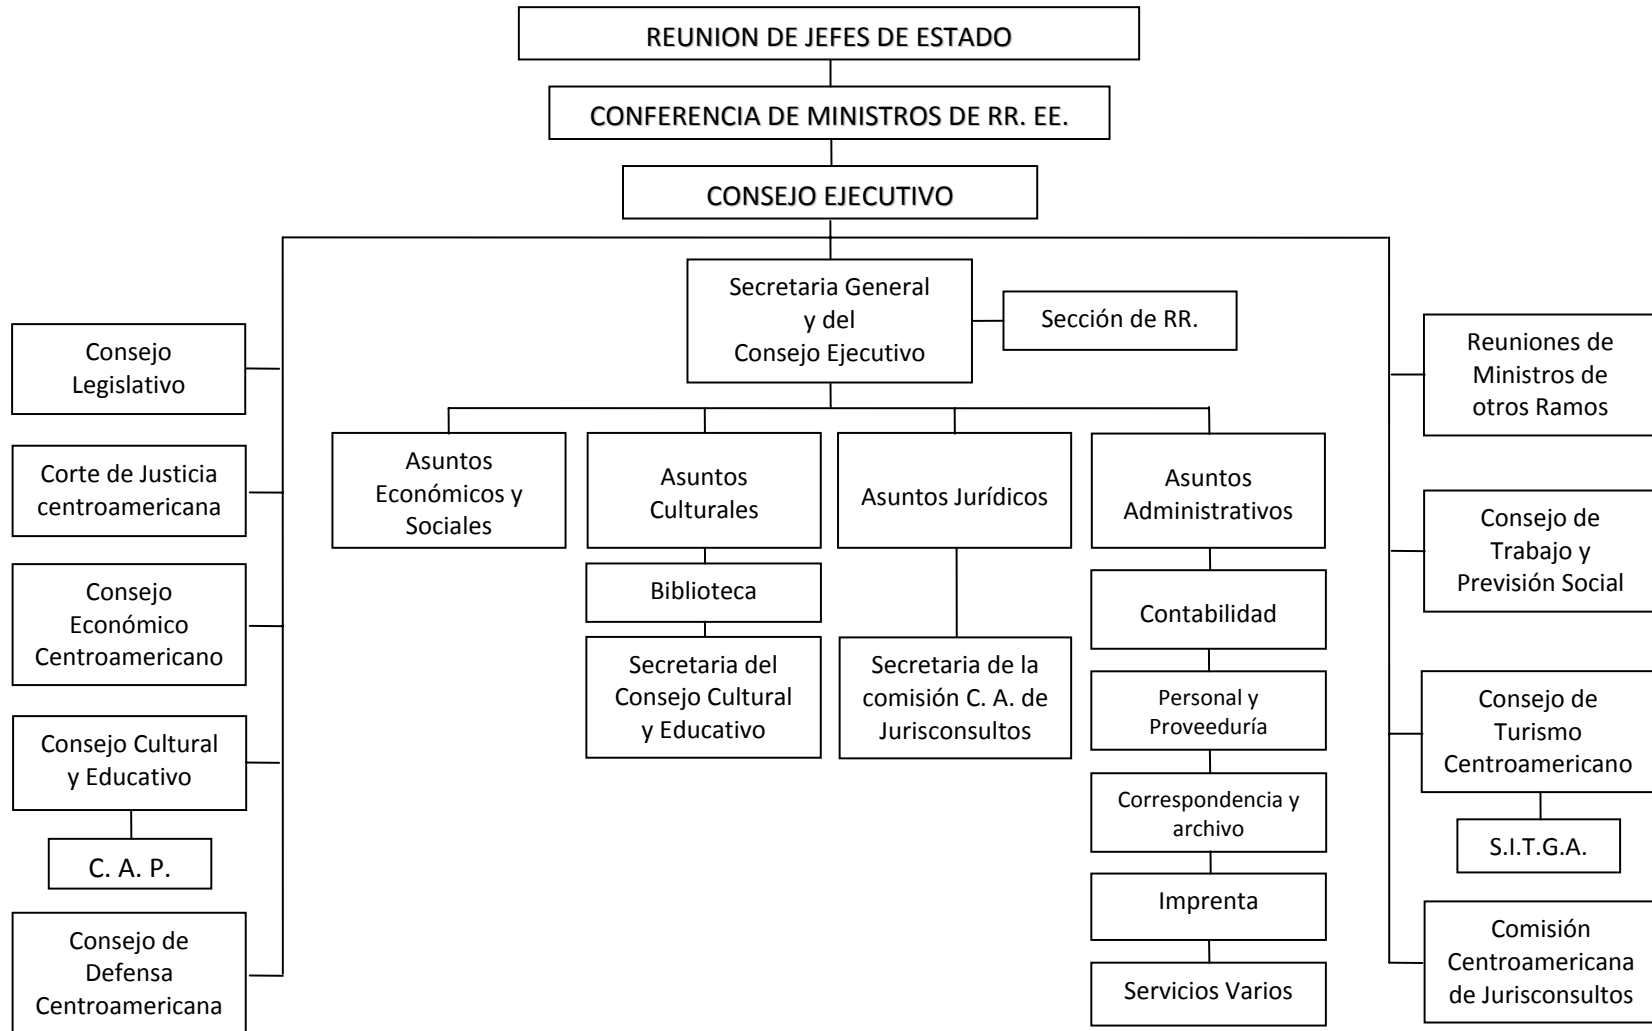 REUNION DE JEFES DE ESTADO
CONFERENCIA DE MINISTROS DE RR. EE.
CONSEJO EJECUTIVO
Secretaria General
y del
Consejo Ejecutivo
Sección de RR.
Consejo
Legislativo
Corte de Justicia
centroamericana
Consejo
Económico
Centroamericano
Consejo Cultural
y Educativo
C. A. P.
Consejo de
Defensa
Centroamericana
Asuntos
Económicos y
Sociales
Asuntos
Culturales
Biblioteca
Secretaria del
Consejo Cultural
y Educativo
Asuntos Jurídicos
Secretaria de la
comisión C. A. de
Jurisconsultos
Asuntos
Administrativos
Contabilidad
Personal y
Proveeduría
Correspondencia y
archivo
Imprenta
Servicios Varios
Reuniones de
Ministros de
otros Ramos
Consejo de
Trabajo y
Previsión Social
Consejo de
Turismo
Centroamericano
S.I.T.G.A.
Comisión
Centroamericana
de Jurisconsultos